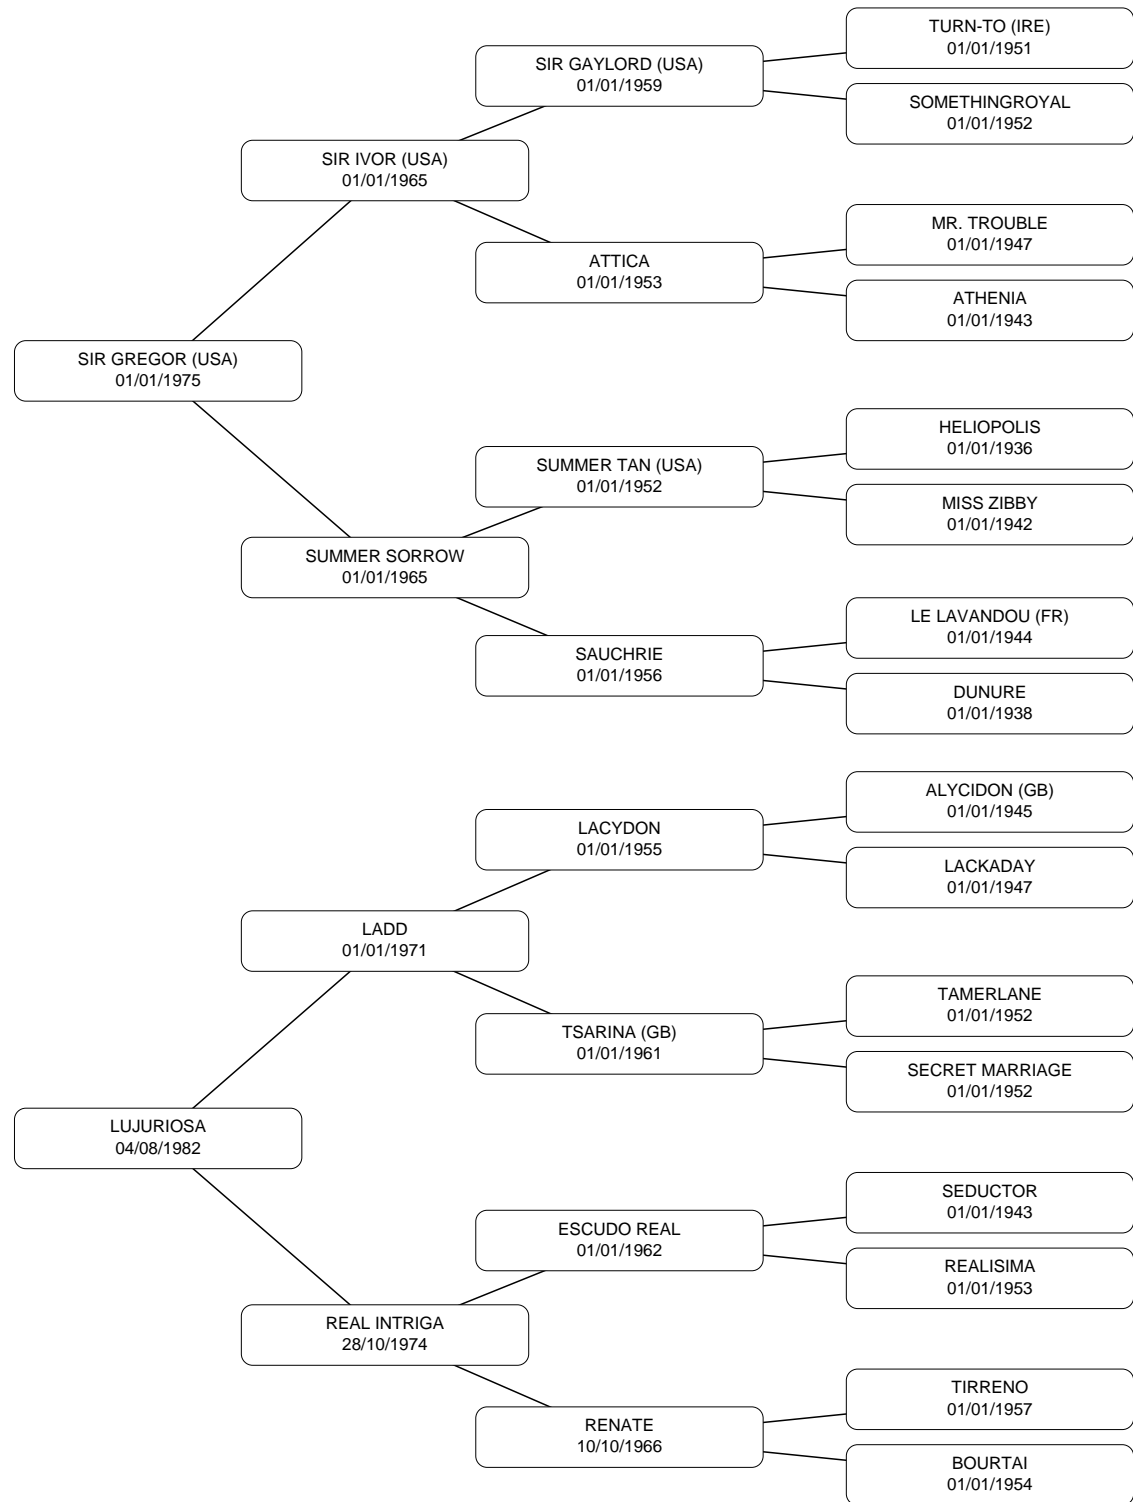 TURN-TO (IRE)
01/01/1951
SIR GAYLORD (USA)
01/01/1959
SOMETHINGROYAL
01/01/1952
SIR IVOR (USA)
01/01/1965
MR. TROUBLE
01/01/1947
ATTICA
01/01/1953
ATHENIA
01/01/1943
SIR GREGOR (USA)
01/01/1975
HELIOPOLIS
01/01/1936
SUMMER TAN (USA)
01/01/1952
MISS ZIBBY
01/01/1942
SUMMER SORROW
01/01/1965
LE LAVANDOU (FR)
01/01/1944
SAUCHRIE
01/01/1956
DUNURE
01/01/1938
ALYCIDON (GB)
01/01/1945
LACYDON
01/01/1955
LACKADAY
01/01/1947
LADD
01/01/1971
TAMERLANE
01/01/1952
TSARINA (GB)
01/01/1961
SECRET MARRIAGE
01/01/1952
LUJURIOSA
04/08/1982
SEDUCTOR
01/01/1943
ESCUDO REAL
01/01/1962
REALISIMA
01/01/1953
REAL INTRIGA
28/10/1974
TIRRENO
01/01/1957
RENATE
10/10/1966
BOURTAI
01/01/1954